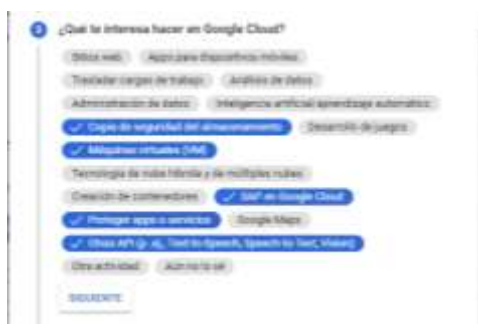 3 ¿Qué te interesa hacer en Google Cloud?
Sitios web Apps para dispositivos móviles
Trasladar cargas de trabajo Análisis de datos
Administración de datos Inteligencia artificial aprendizaje automático
Copia de seguridad del almacenamiento Desarrollo de juegos
Máquinas virtuales (VM)
Tecnología de nube híbrida y de múltiples nubes
Creación de contenedores SAP en Google Cloud
Proteger apps o servicios Google Maps
Otras API (p. ej., Text-to-Speech, Speech-to-Text, Vision)
Otra actividad Aún no lo sé
SIGUIENTE